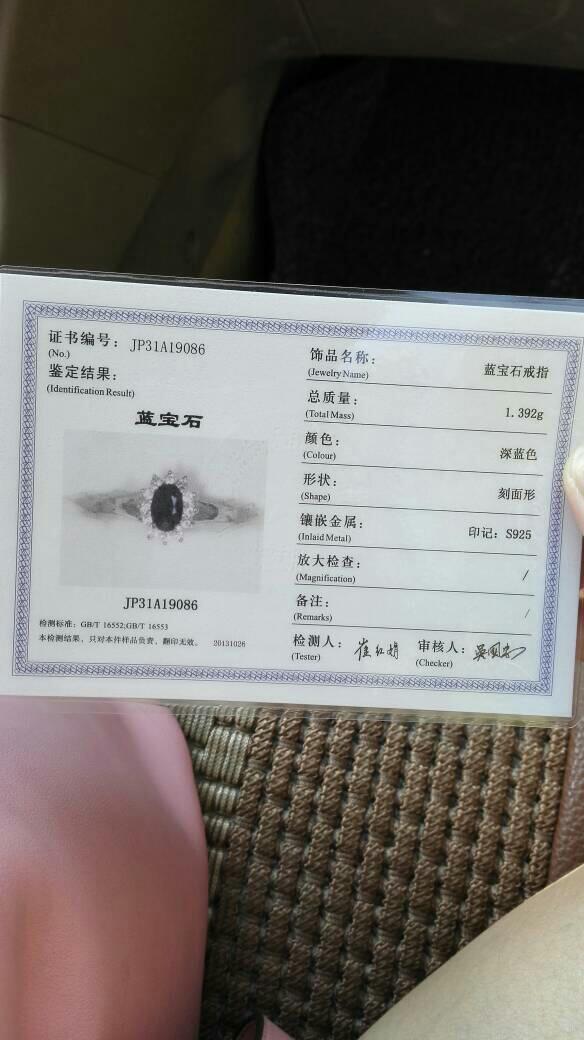 证书编号: JP31A19086
(No.)
鉴定结果:
(Identification Result)
蓝宝石
JP31A19086
检测标准: GB/T 16552;GB/T 16553
本检测结果, 只对本件样品负责, 翻印无效。 20131026
饰品名称: 蓝宝石戒指
(Jewelry Name)
总质量: 1.392g
(Total Mass)
颜色: 深蓝色
(Colour)
形状: 刻面形
(Shape)
镶嵌金属: 印记: S925
(Inlaid Metal)
放大检查: /
(Magnification)
备注: /
(Remarks)
检测人: 崔红娟 审核人:
(Tester) (Checker)